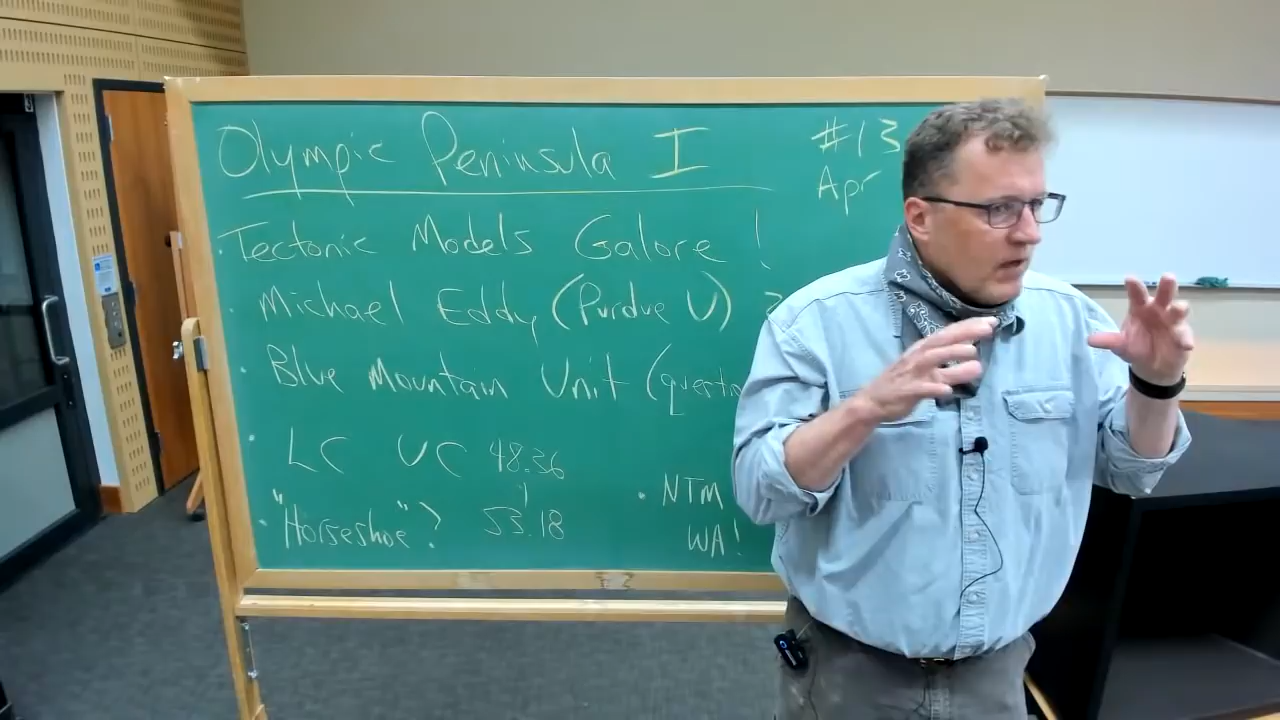 Olympic Peninsula I
#13
Apr
Tectonic Models Galore !
Michael Eddy (Purdue U)
Blue Mountain Unit
LC UC 48.36
"Horseshoe"? 53.18
NTM
WA!